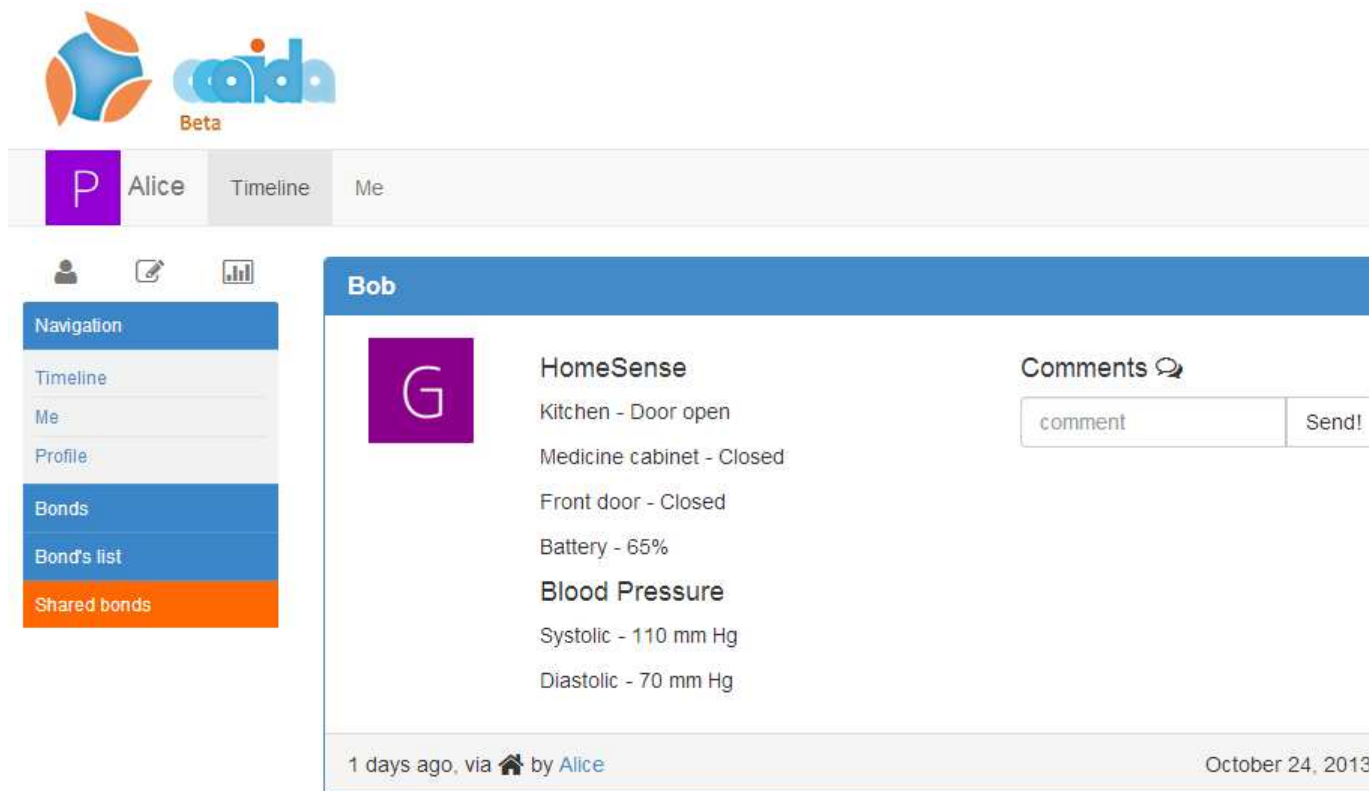 ccaida
Beta
P Alice Timeline Me
Navigation
Timeline
Me
Profile
Bonds
Bond's list
Shared bonds
Bob
G
HomeSense
Kitchen - Door open
Medicine cabinet - Closed
Front door - Closed
Battery - 65%
Blood Pressure
Systolic - 110 mm Hg
Diastolic - 70 mm Hg
Comments
comment Send!
1 days ago, via by Alice October 24, 2013